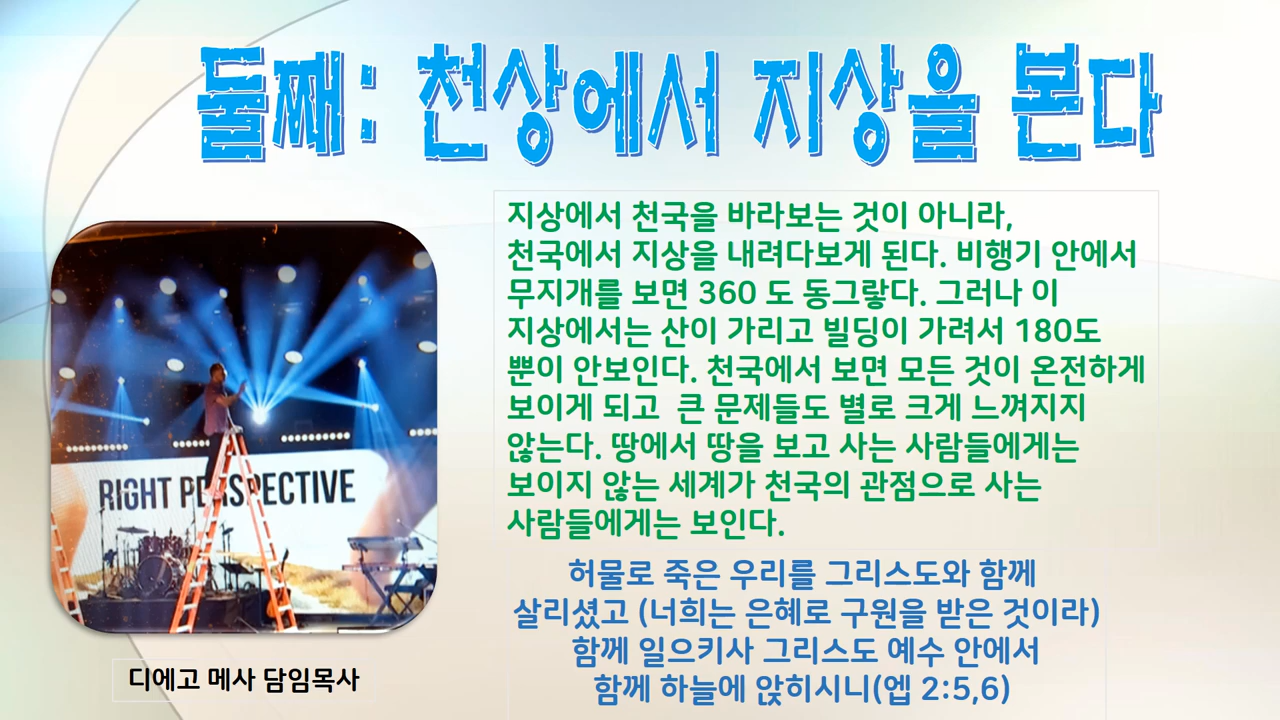 둘째: 천상에서 지상을 본다
지상에서 천국을 바라보는 것이 아니라,
천국에서 지상을 내려다보게 된다. 비행기 안에서
무지개를 보면 360 도 동그랗다. 그러나 이
지상에서는 산이 가리고 빌딩이 가려서 180도
뿐이 안보인다. 천국에서 보면 모든 것이 온전하게
보이게 되고 큰 문제들도 별로 크게 느껴지지
않는다. 땅에서 땅을 보고 사는 사람들에게는
보이지 않는 세계가 천국의 관점으로 사는
사람들에게는 보인다.
RIGHT PERSPECTIVE
디에고 메사 담임목사
허물로 죽은 우리를 그리스도와 함께
살리셨고 (너희는 은혜로 구원을 받은 것이라)
함께 일으키사 그리스도 예수 안에서
함께 하늘에 앉히시니(엡 2:5,6)